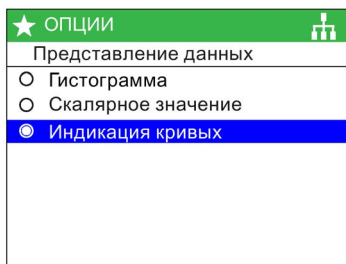 ОПЦИИ
Представление данных
Гистограмма
Скалярное значение
Индикация кривых